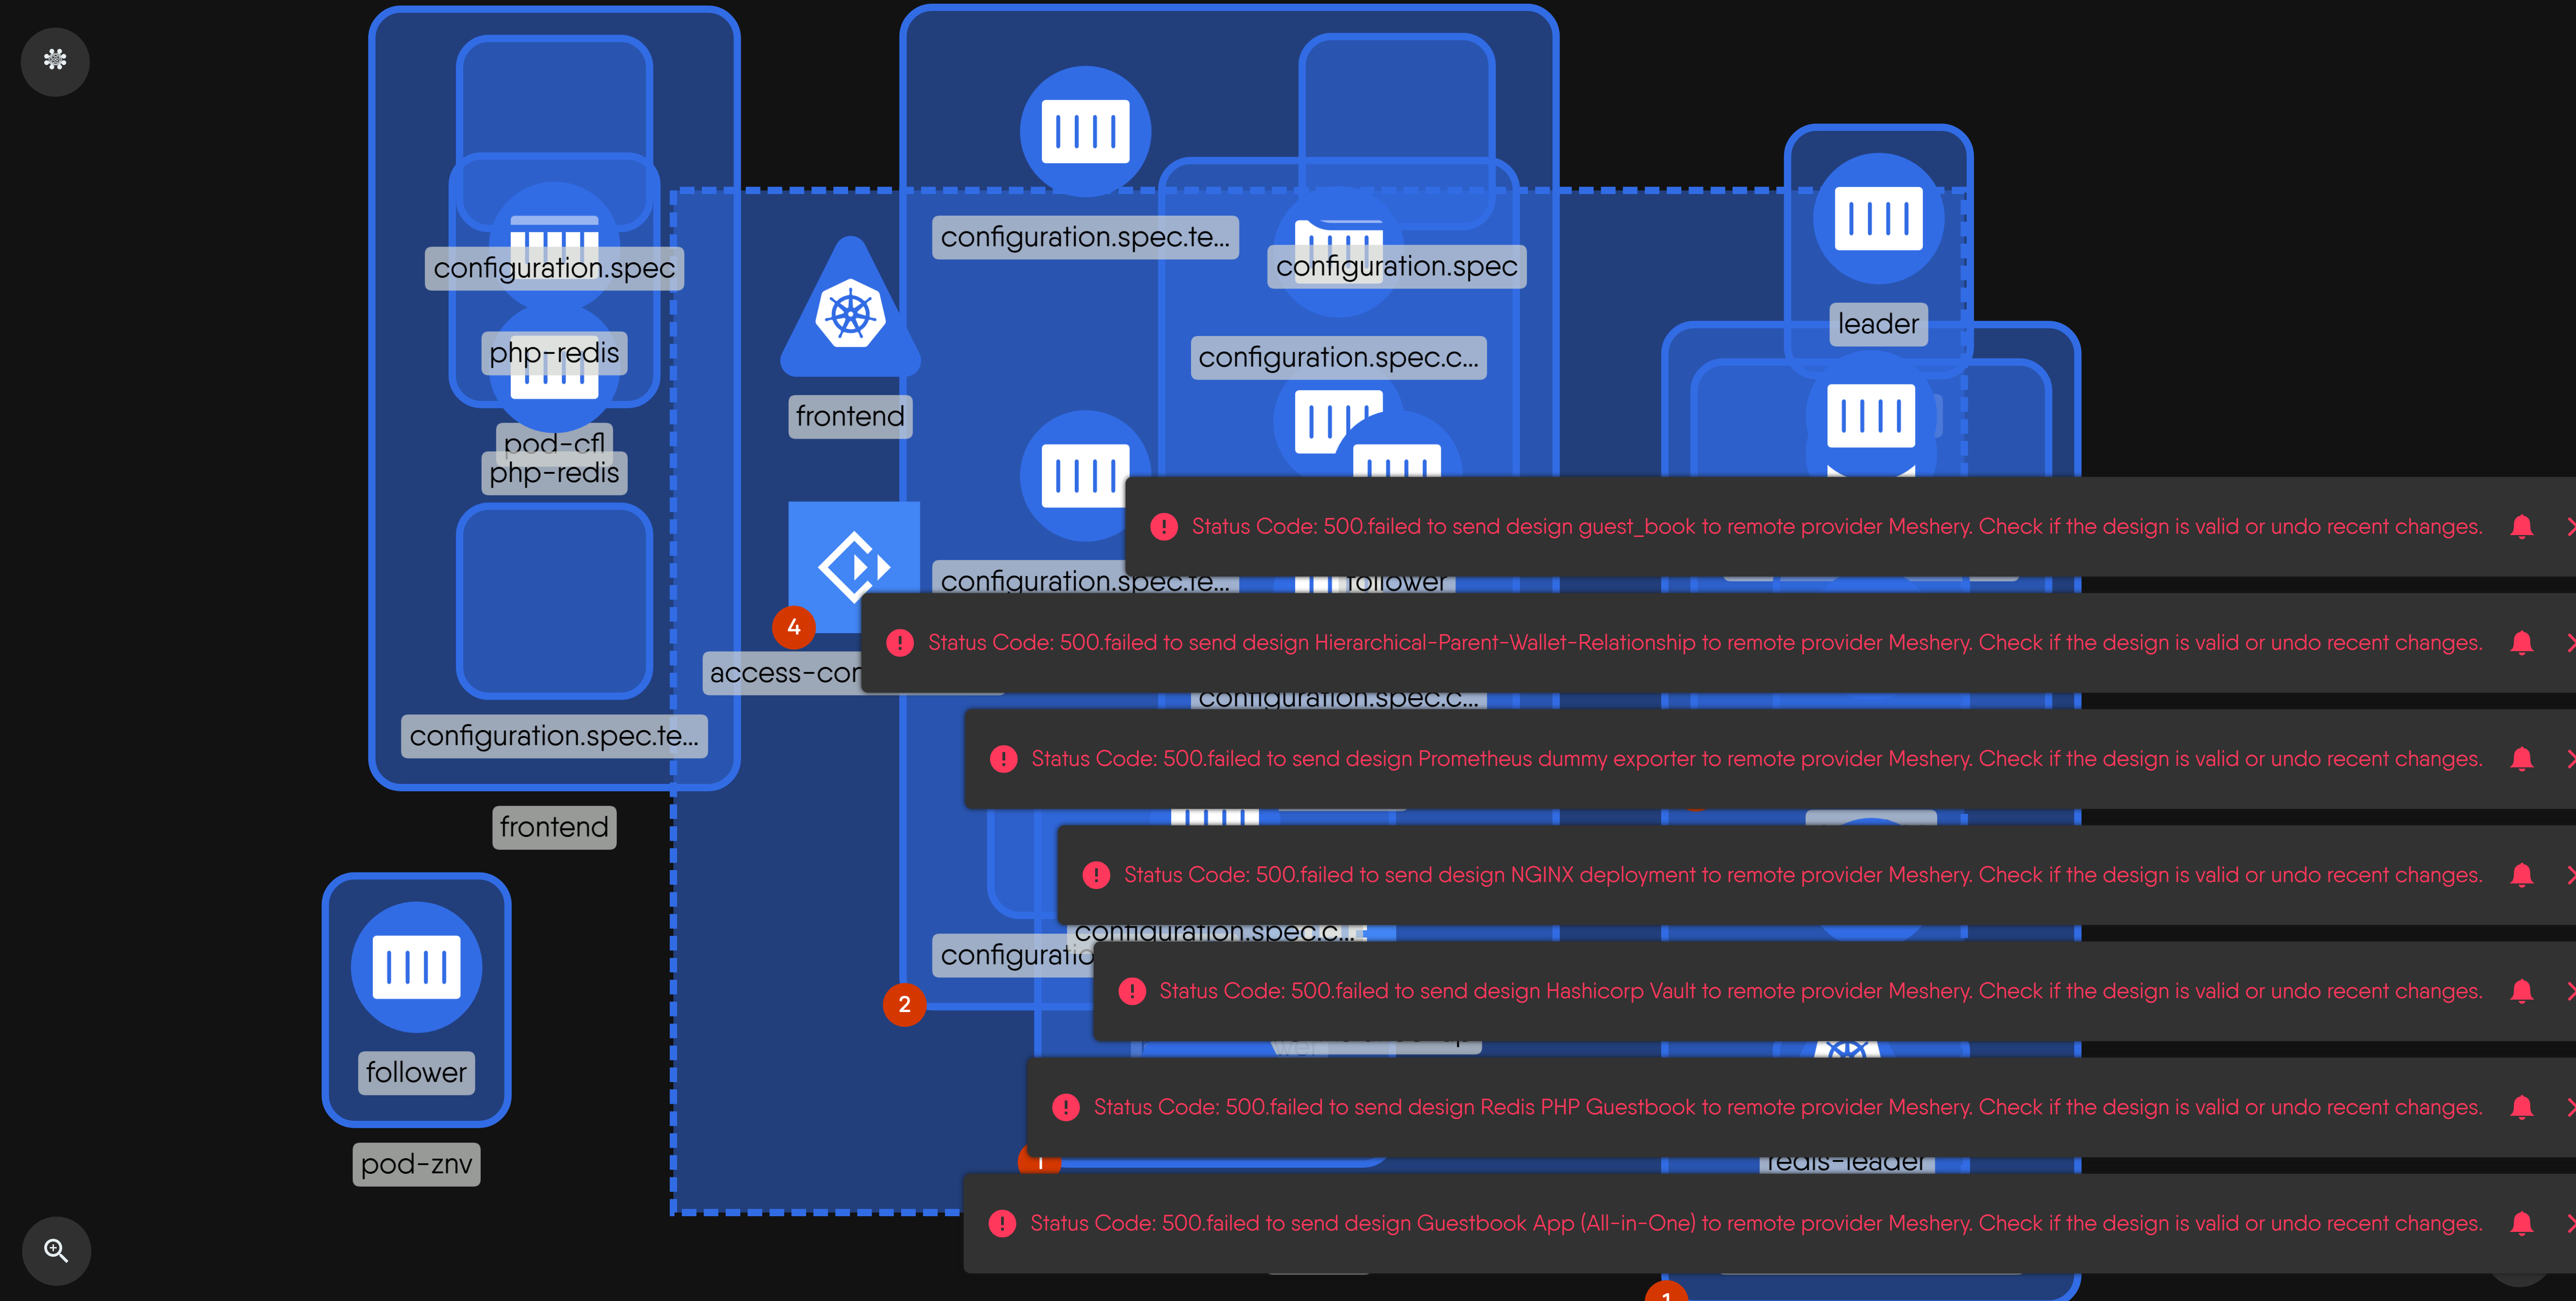 configuration.spec.te...
configuration.spec
configuration.spec
leader
php-redis
configuration.spec.c...
frontend
pod-cfl
php-redis
Status Code: 500.failed to send design guest_book to remote provider Meshery. Check if the design is valid or undo recent changes.
configuration.spec.te...
follower
4
Status Code: 500.failed to send design Hierarchical-Parent-Wallet-Relationship to remote provider Meshery. Check if the design is valid or undo recent changes.
access-con
configuration.spec.c...
configuration.spec.te...
Status Code: 500.failed to send design Prometheus dummy exporter to remote provider Meshery. Check if the design is valid or undo recent changes.
frontend
Status Code: 500.failed to send design NGINX deployment to remote provider Meshery. Check if the design is valid or undo recent changes.
configuration.spec.c...
configuratio
Status Code: 500.failed to send design Hashicorp Vault to remote provider Meshery. Check if the design is valid or undo recent changes.
2
follower
Status Code: 500.failed to send design Redis PHP Guestbook to remote provider Meshery. Check if the design is valid or undo recent changes.
pod-znv
1
redis-leader
Status Code: 500.failed to send design Guestbook App (All-in-One) to remote provider Meshery. Check if the design is valid or undo recent changes.
1